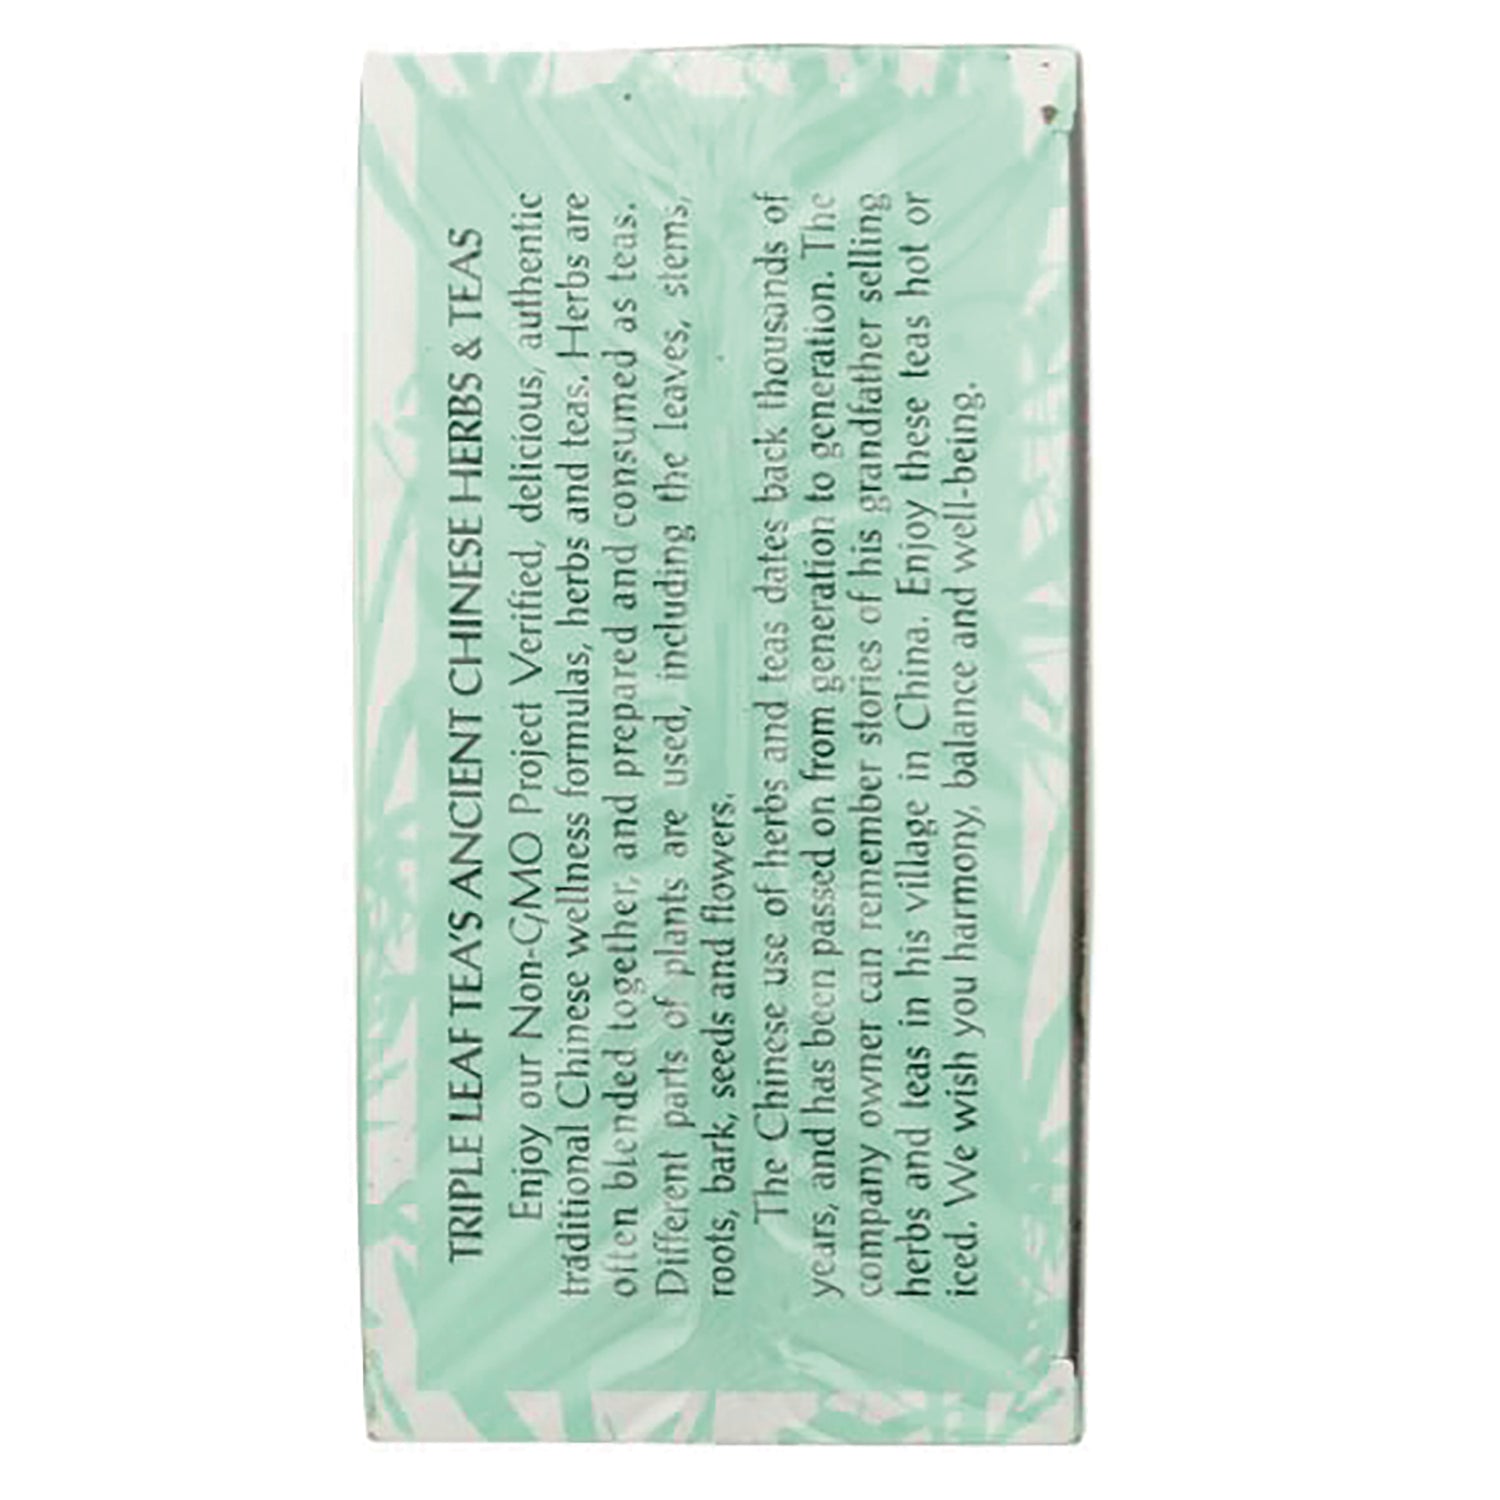 TRIPLE LEAF TEA'S ANCIENT CHINESE HERBS & TEAS
Enjoy our Non-GMO Project Verified, delicious, authentic
traditional Chinese wellness formulas, herbs and teas. Herbs are
often blended together, and prepared and consumed as teas.
Different parts of plants are used, including the leaves, stems,
roots, bark, seeds and flowers.
The Chinese use of herbs and teas dates back thousands of
years, and has been passed on from generation to generation. The
company owner can remember stories of his grandfather selling
herbs and teas in his village in China. Enjoy these teas hot or
iced. We wish you harmony, balance and well-being.